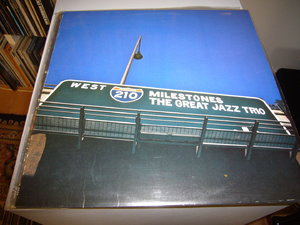 WEST
210
MILESTONES
THE GREAT JAZZ TRIO